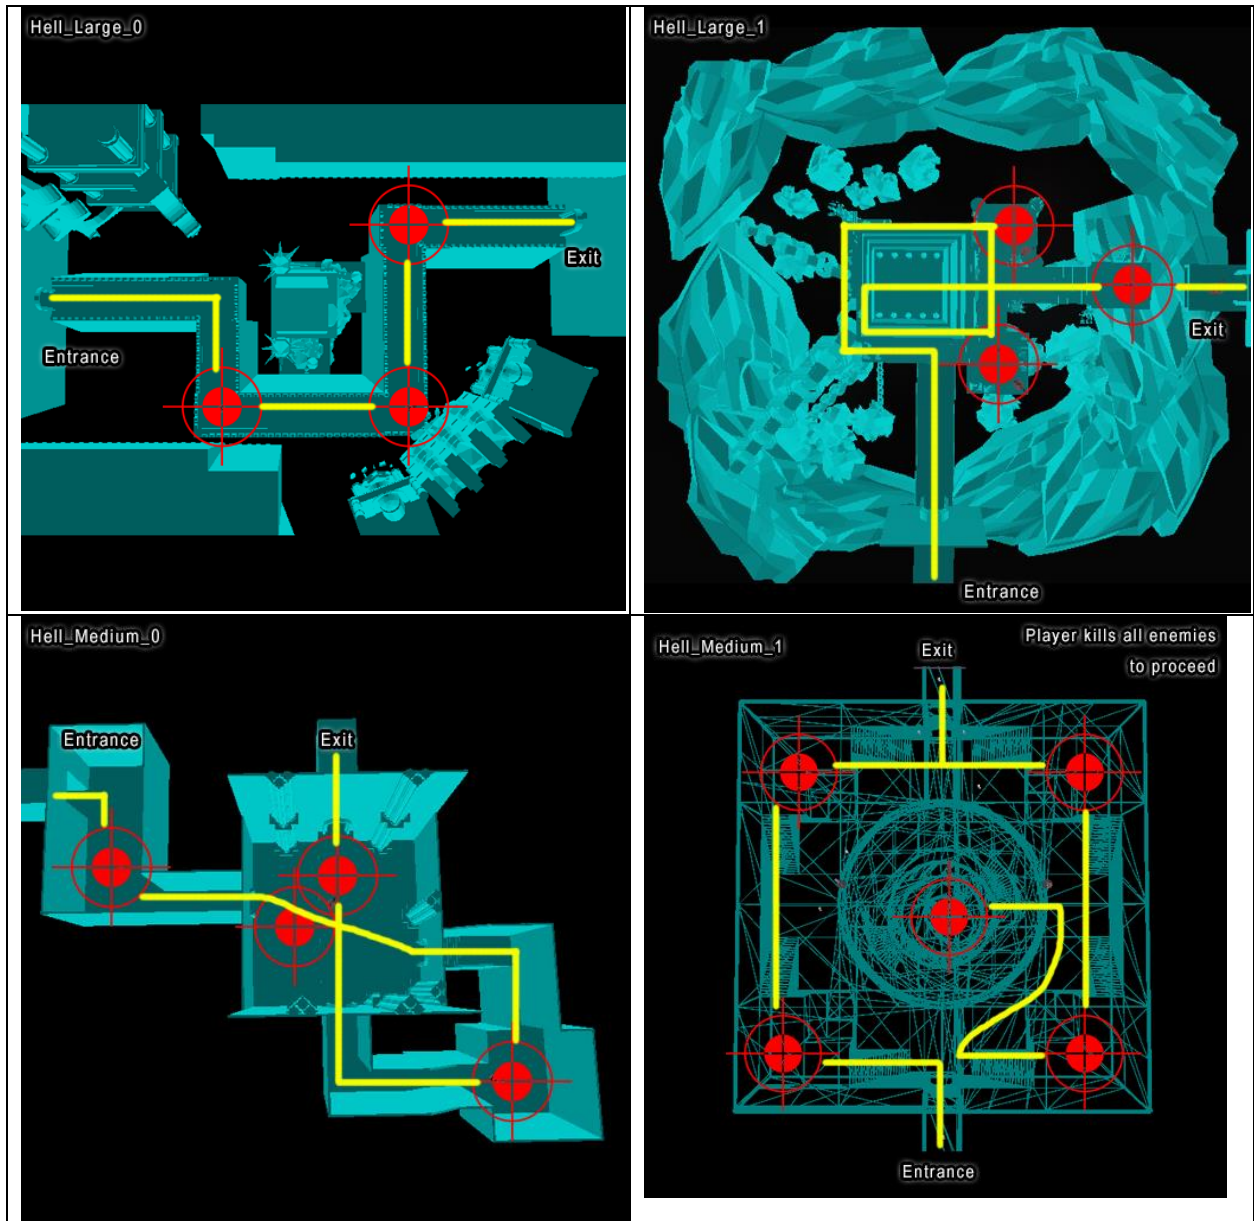 Hell_Large_0
Exit
Entrance
Hell_Large_1
Exit
Entrance
Hell_Medium_0
Entrance
Exit
Hell_Medium_1
Exit
Player kills all enemies
to proceed
Entrance